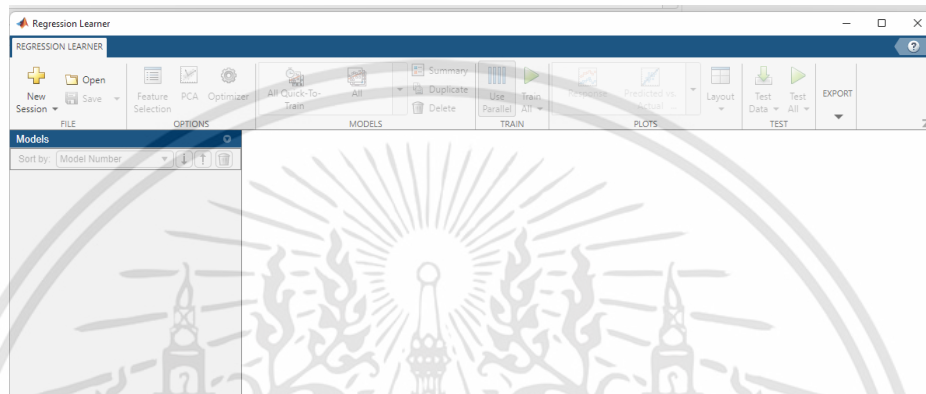 Regression Learner
REGRESSION LEARNER
New Session
Open
Save
FILE
Feature Selection
PCA
Optimizer
OPTIONS
All Quick-To-Train
All
MODELS
Summary
Duplicate
Delete
Use Parallel
Train All
TRAIN
Response
Predicted vs. Actual
PLOTS
Layout
Test Data
Test All
TEST
EXPORT
Models
Sort by: Model Number